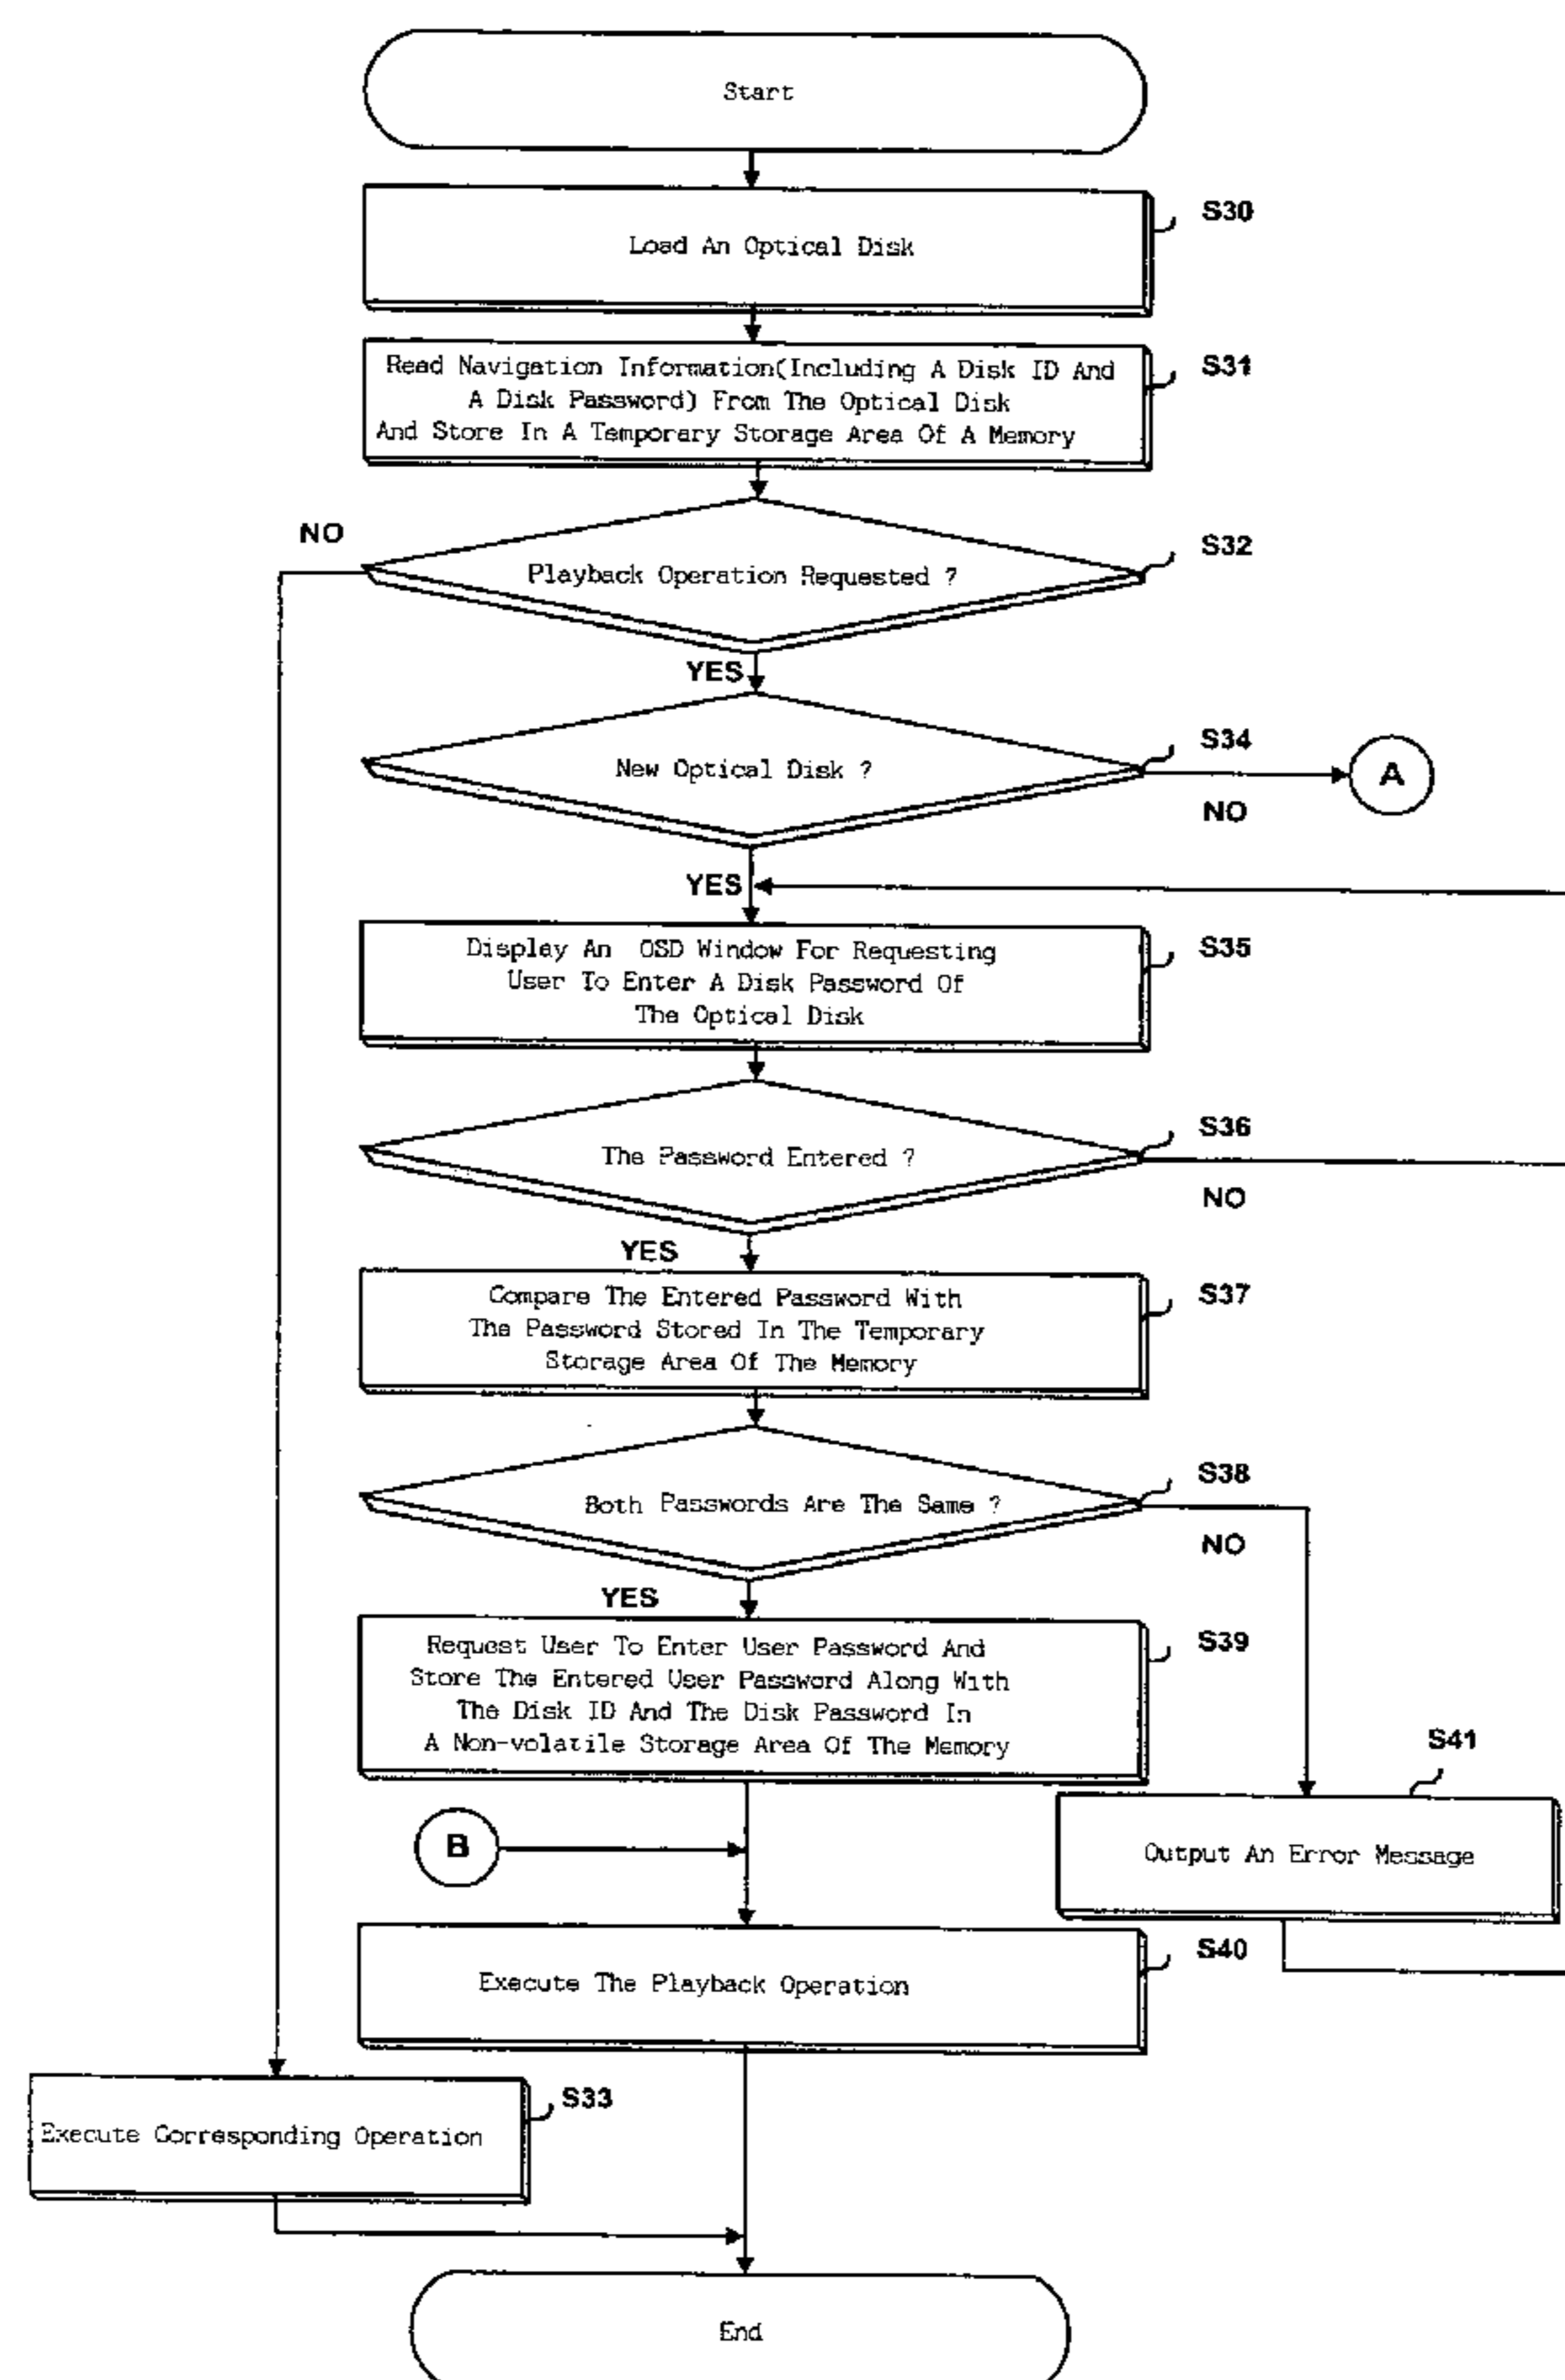 Start
S30
Load An Optical Disk
S31
Read Navigation Information(Including A Disk ID And
A Disk Password) From The Optical Disk
And Store In A Temporary Storage Area Of A Memory
NO
S32
Playback Operation Requested ?
YES
S34
New Optical Disk ?
A
NO
YES
S35
Display An OSD Window For Requesting
User To Enter A Disk Password Of
The Optical Disk
S36
The Password Entered ?
NO
YES
S37
Compare The Entered Password With
The Password Stored In The Temporary
Storage Area Of The Memory
S38
Both Passwords Are The Same ?
NO
YES
S39
Request User To Enter User Password And
Store The Entered User Password Along With
The Disk ID And The Disk Password In
A Non-volatile Storage Area Of The Memory
S41
B
Output An Error Message
S40
Execute The Playback Operation
S33
Execute Corresponding Operation
End